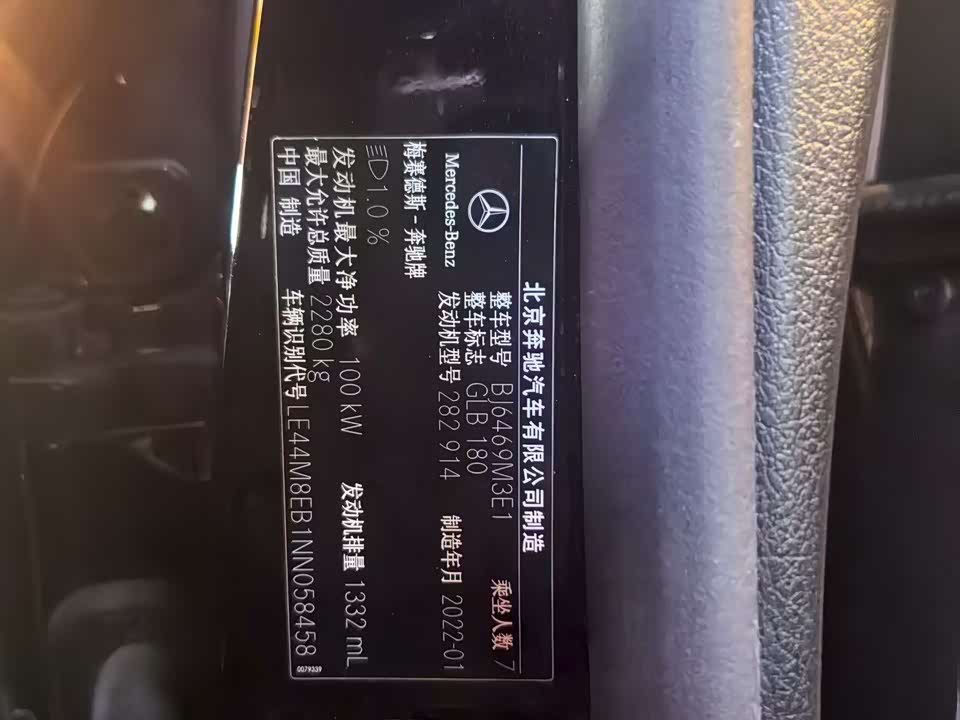 北京奔驰汽车有限公司制造
Mercedes-Benz
整车型号 BJ6469M3E1 乘坐人数 7
整车标志 GLB 180
发动机型号 282 914 制造年月 2022-01
梅赛德斯-奔驰牌
1.0 %
发动机最大净功率 100 kW 发动机排量 1332 mL
最大允许总质量 2280 kg
中国 制造 车辆识别代号 LE44M8EB1NN058458
0079339